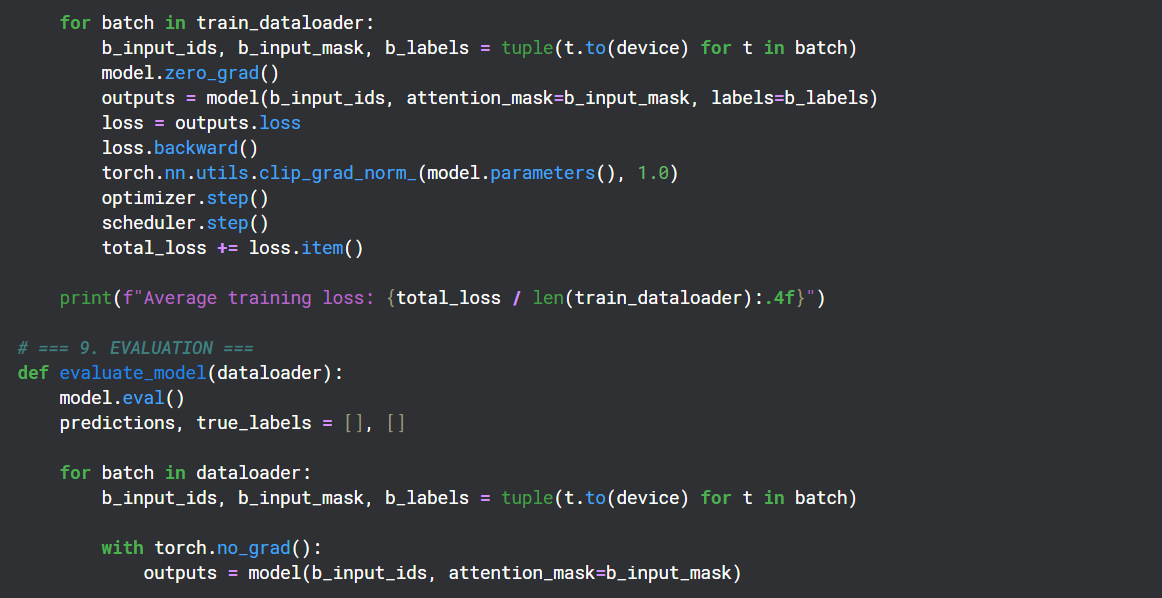 for batch in train_dataloader:
        b_input_ids, b_input_mask, b_labels = tuple(t.to(device) for t in batch)
        model.zero_grad()
        outputs = model(b_input_ids, attention_mask=b_input_mask, labels=b_labels)
        loss = outputs.loss
        loss.backward()
        torch.nn.utils.clip_grad_norm_(model.parameters(), 1.0)
        optimizer.step()
        scheduler.step()
        total_loss += loss.item()

    print(f"Average training loss: {total_loss / len(train_dataloader):.4f}")

# === 9. EVALUATION ===
def evaluate_model(dataloader):
    model.eval()
    predictions, true_labels = [], []

    for batch in dataloader:
        b_input_ids, b_input_mask, b_labels = tuple(t.to(device) for t in batch)

        with torch.no_grad():
            outputs = model(b_input_ids, attention_mask=b_input_mask)